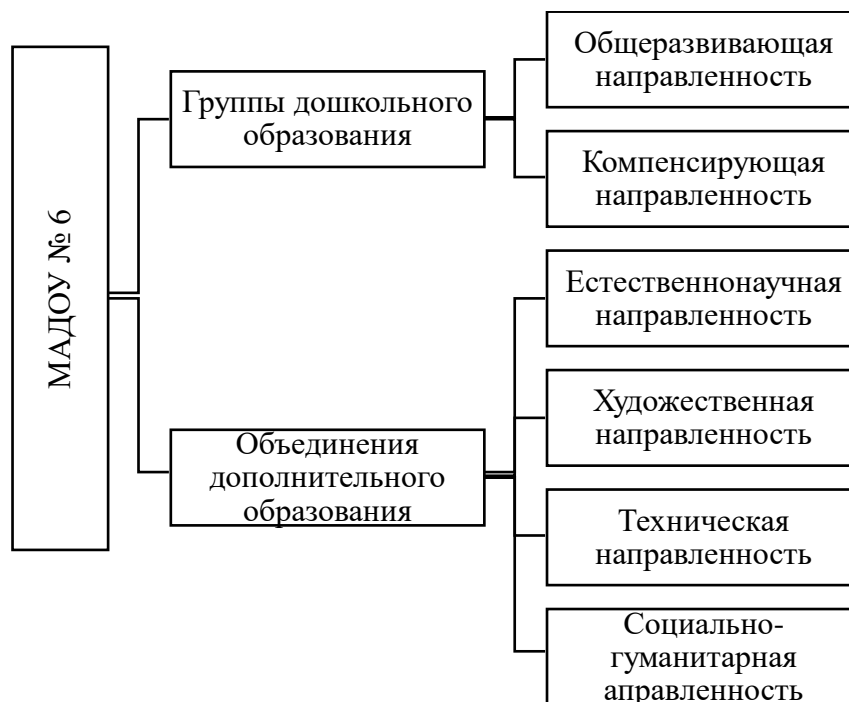 МАДОУ № 6
Группы дошкольного
образования
Общеразвивающая
направленность
Компенсирующая
направленность
Объединения
дополнительного
образования
Естественнонаучная
направленность
Художественная
направленность
Техническая
направленность
Социально-
гуманитарная
аправленность